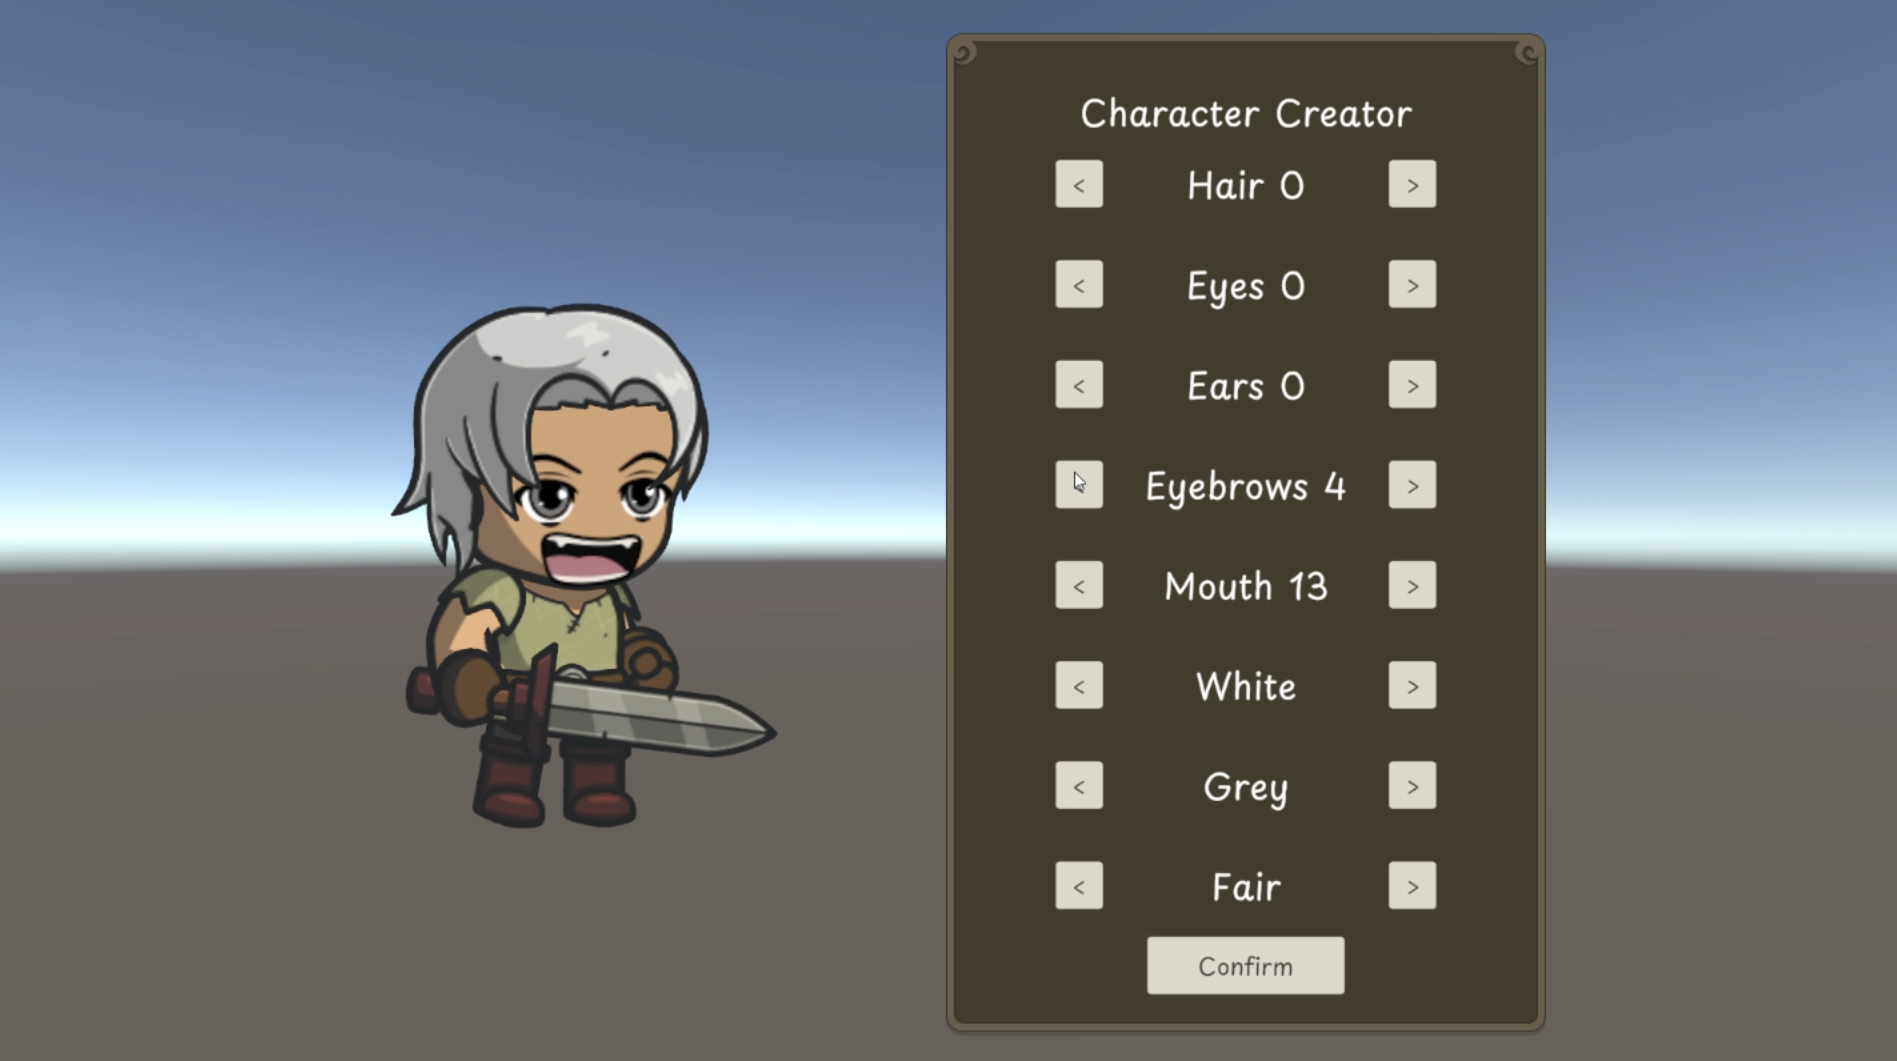 Character Creator
< Hair 0 >
< Eyes 0 >
< Ears 0 >
Eyebrows 4 >
< Mouth 13 >
< White >
< Grey >
< Fair >
Confirm